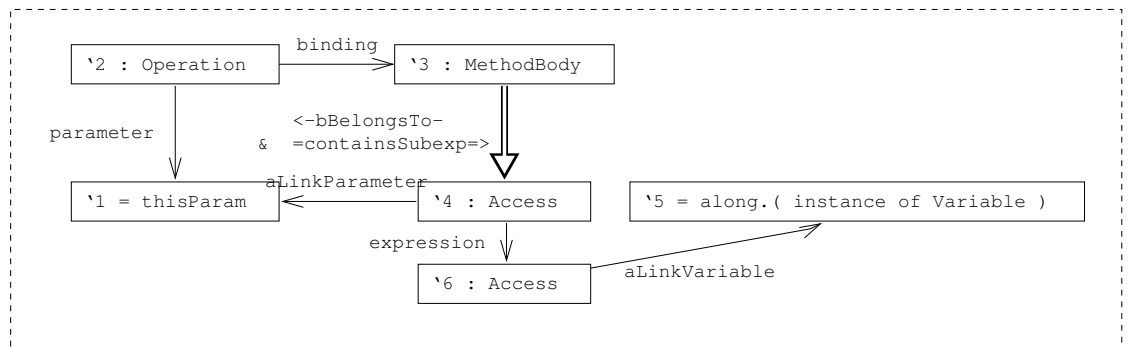 binding
‵2 : Operation
‵3 : MethodBody
<-bBelongsTo-
parameter
& =containsSubexp=>
aLinkParameter
‵1 = thisParam
‵4 : Access
‵5 = along.( instance of Variable )
expression
aLinkVariable
‵6 : Access